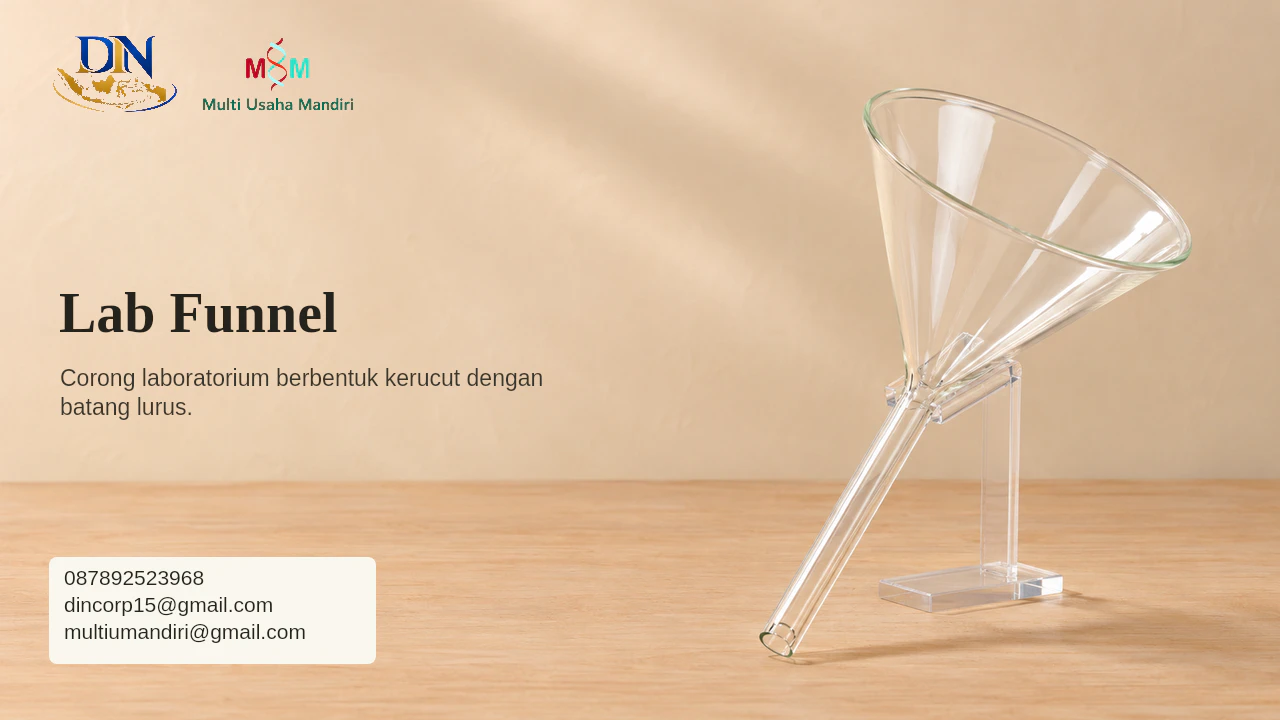 DIN
MSM
Multi Usaha Mandiri
Lab Funnel
Corong laboratorium berbentuk kerucut dengan
batang lurus.
087892523968
dincorp15@gmail.com
multiumandiri@gmail.com